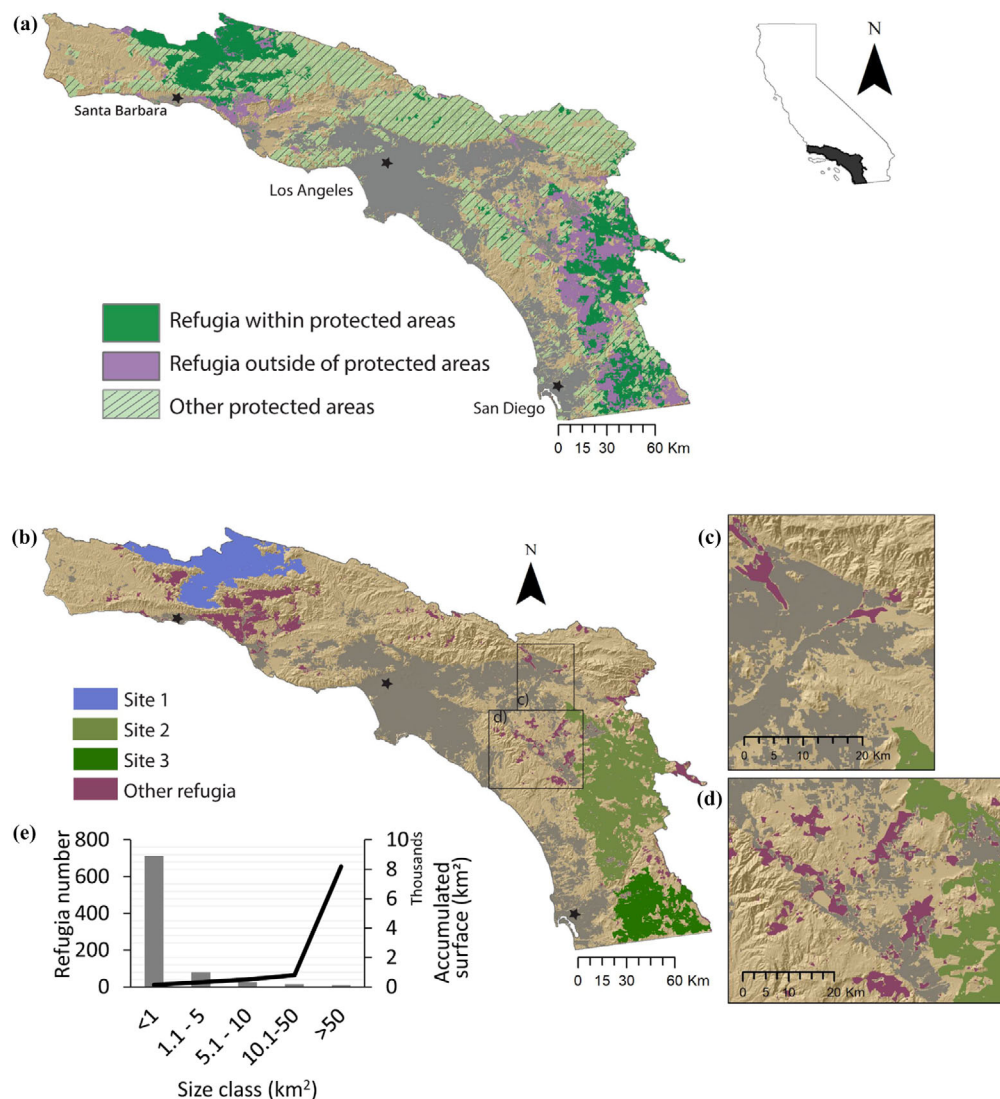 (a)
N
Santa Barbara
Los Angeles
Refugia within protected areas
Refugia outside of protected areas
Other protected areas
San Diego
0 15 30 60 Km
(b)
N
(c)
c)
d)
Site 1
Site 2
Site 3
Other refugia
0 5 10 20 Km
(d)
0 5 10 20 Km
0 15 30 60 Km
(e)
800
600
400
200
0
Refugia number
10
8
6
4
2
0
Thousands
Accumulated
surface (km²)
<1
1.1 - 5
5.1 - 10
10.1-50
>50
Size class (km²)